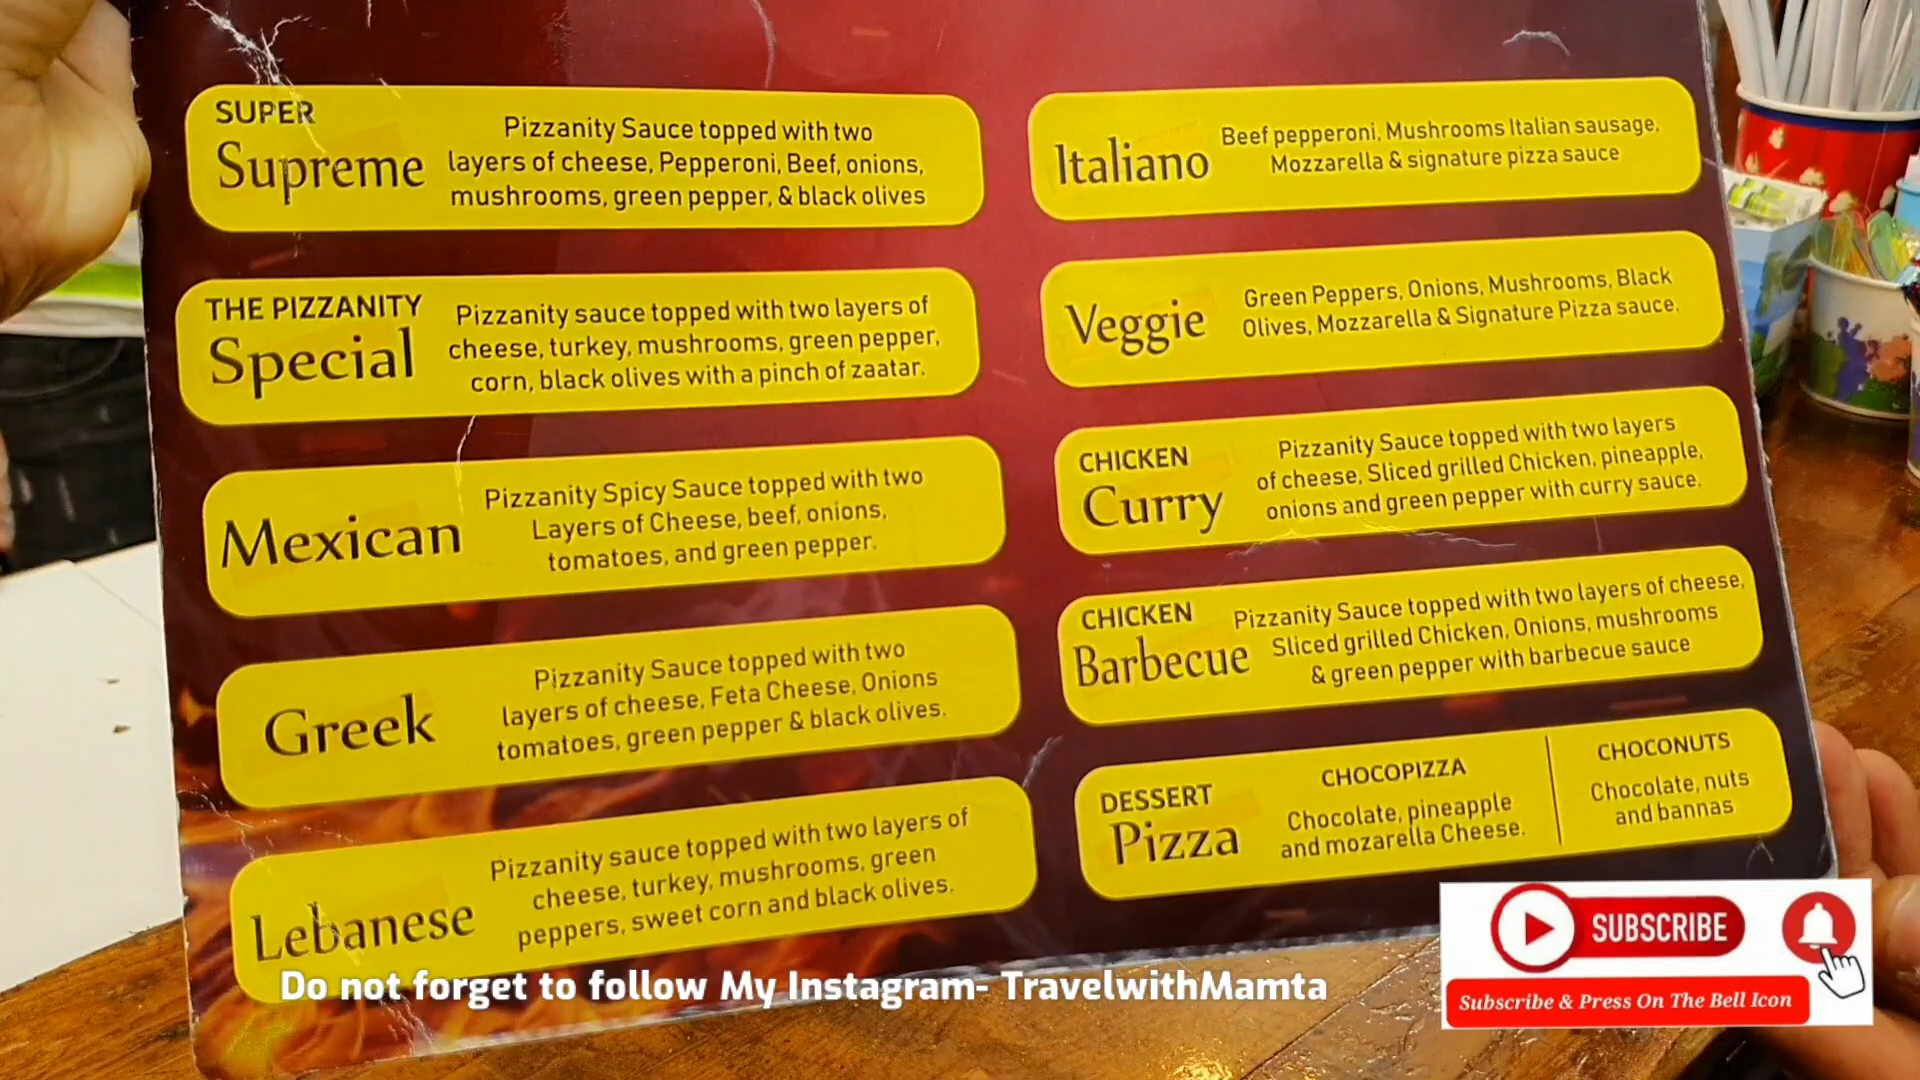 SUPER
Supreme
Pizzanity Sauce topped with two
layers of cheese, Pepperoni, Beef, onions,
mushrooms, green pepper, & black olives
THE PIZZANITY
Special
Pizzanity sauce topped with two layers of
cheese, turkey, mushrooms, green pepper,
corn, black olives with a pinch of zaatar.
Mexican
Pizzanity Spicy Sauce topped with two
Layers of Cheese, beef, onions,
tomatoes, and green pepper.
Greek
Pizzanity Sauce topped with two
layers of cheese, Feta Cheese, Onions
tomatoes, green pepper & black olives.
Lebanese
Pizzanity sauce topped with two layers of
cheese, turkey, mushrooms, green
peppers, sweet corn and black olives.
Italiano
Beef pepperoni, Mushrooms Italian sausage,
Mozzarella & signature pizza sauce
Veggie
Green Peppers, Onions, Mushrooms, Black
Olives, Mozzarella & Signature Pizza sauce.
CHICKEN
Curry
Pizzanity Sauce topped with two layers
of cheese, Sliced grilled Chicken, pineapple,
onions and green pepper with curry sauce.
CHICKEN
Barbecue
Pizzanity Sauce topped with two layers of cheese,
Sliced grilled Chicken, Onions, mushrooms
& green pepper with barbecue sauce
DESSERT
Pizza
CHOCOPIZZA
Chocolate, pineapple
and mozarella Cheese.
CHOCONUTS
Chocolate, nuts
and bannas
Do not forget to follow My Instagram- TravelwithMamta
SUBSCRIBE
Subscribe & Press On The Bell Icon